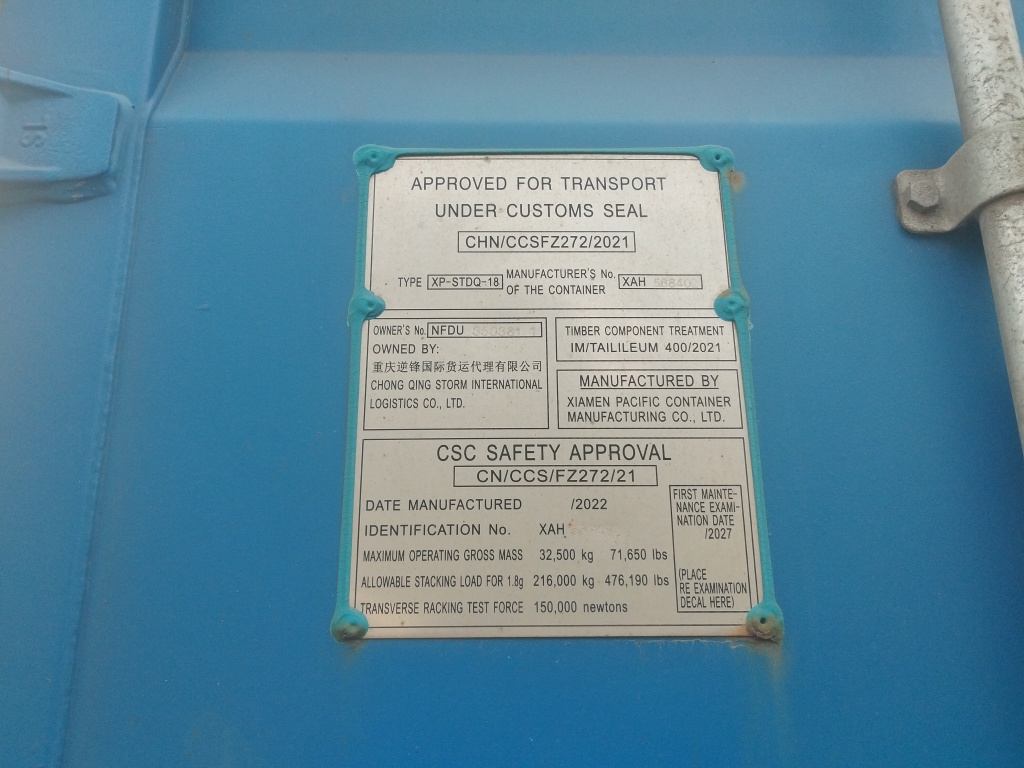 APPROVED FOR TRANSPORT
UNDER CUSTOMS SEAL
CHN/CCSFZ272/2021
TYPE XP-STDQ-18 MANUFACTURER'S No. OF THE CONTAINER XAH
OWNER'S No. NFDU
OWNED BY:
重庆逆锋国际货运代理有限公司
CHONG QING STORM INTERNATIONAL
LOGISTICS CO., LTD.
TIMBER COMPONENT TREATMENT
IM/TAILILEUM 400/2021
MANUFACTURED BY
XIAMEN PACIFIC CONTAINER
MANUFACTURING CO., LTD.
CSC SAFETY APPROVAL
CN/CCS/FZ272/21
DATE MANUFACTURED /2022
IDENTIFICATION No. XAH
MAXIMUM OPERATING GROSS MASS 32,500 kg 71,650 lbs
ALLOWABLE STACKING LOAD FOR 1.8g 216,000 kg 476,190 lbs
TRANSVERSE RACKING TEST FORCE 150,000 newtons
FIRST MAINTE-
NANCE EXAMI-
NATION DATE
/2027
(PLACE
RE EXAMINATION
DECAL HERE)